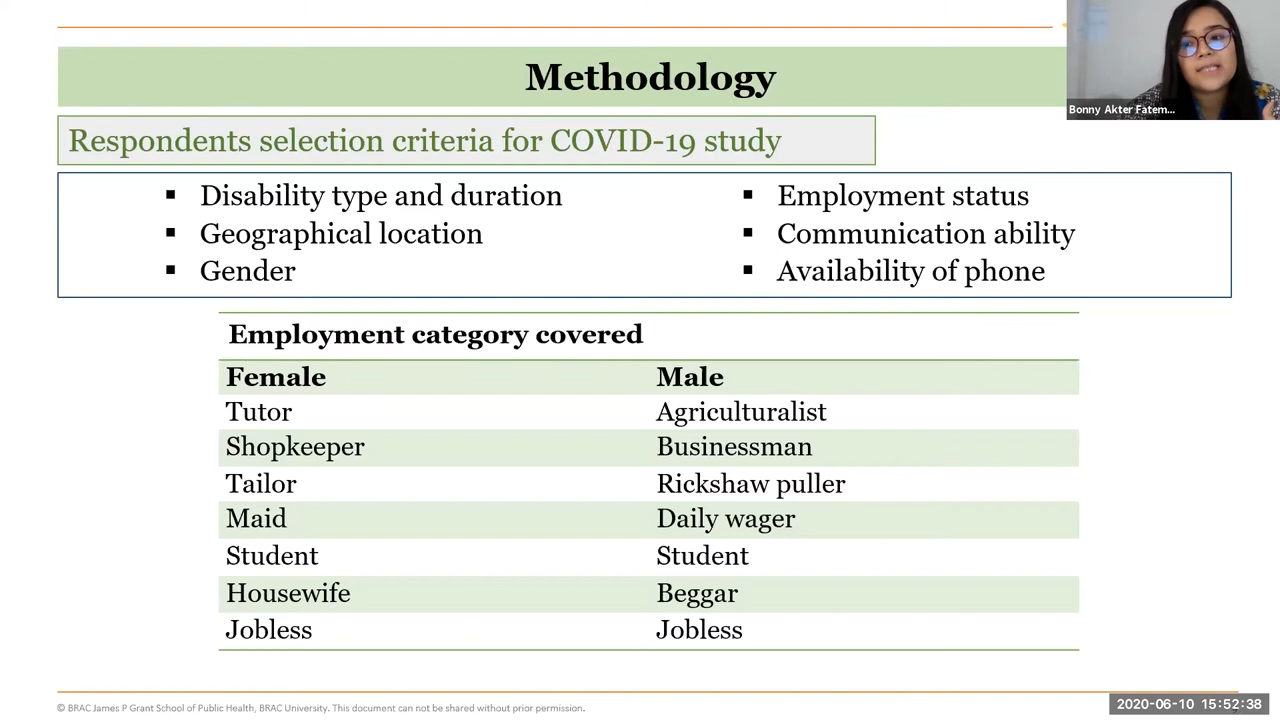 Methodology
Bonny Akter Fatem...
Respondents selection criteria for COVID-19 study
▪ Disability type and duration
▪ Geographical location
▪ Gender
▪ Employment status
▪ Communication ability
▪ Availability of phone
Employment category covered
Female Male
Tutor Agriculturalist
Shopkeeper Businessman
Tailor Rickshaw puller
Maid Daily wager
Student Student
Housewife Beggar
Jobless Jobless
© BRAC James P Grant School of Public Health, BRAC University. This document can not be shared without prior permission.
2020-06-10 15:52:38